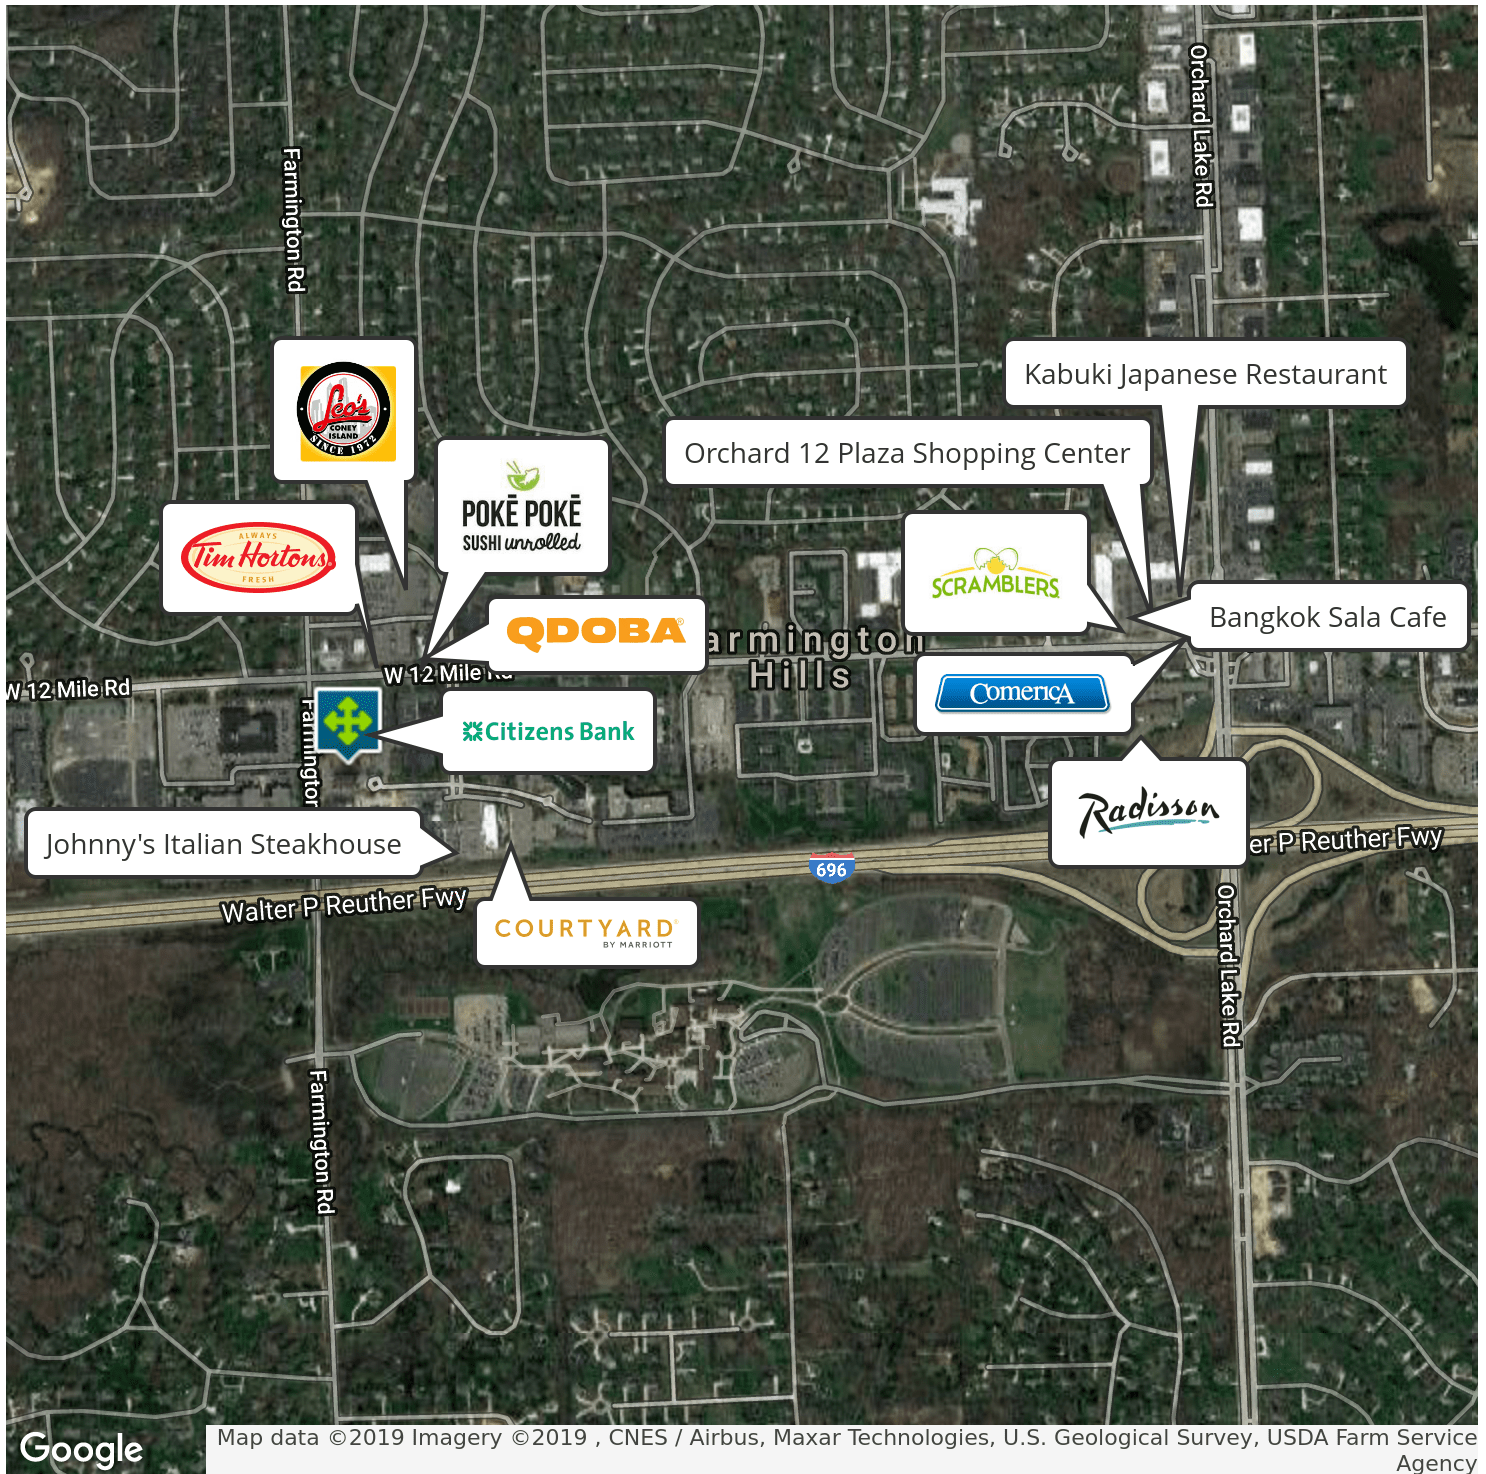 Orchard Lake Rd
Farmington Rd
Leo's
CONEY
ISLAND
SINCE 1972
Kabuki Japanese Restaurant
Orchard 12 Plaza Shopping Center
POKĒ POKĒ
SUSHI unrolled
ALWAYS
Tim Hortons
FRESH
SCRAMBLERS
QDOBA®
Bangkok Sala Cafe
armington
Hills
W 12 Mile Rd
W 12 Mile Rd
COMERICA
Farmington
Citizens Bank
Radisson
Johnny's Italian Steakhouse
er P Reuther Fwy
696
Walter P Reuther Fwy
COURTYARD®
BY MARRIOTT
Orchard Lake Rd
Farmington Rd
Google
Map data ©2019 Imagery ©2019 , CNES / Airbus, Maxar Technologies, U.S. Geological Survey, USDA Farm Service
Agency